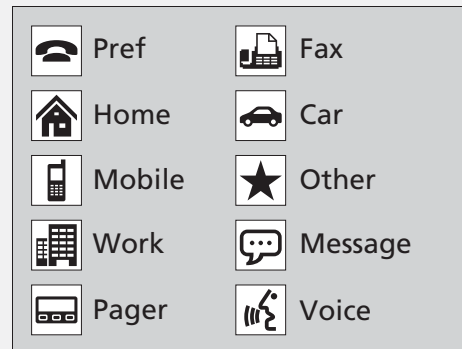 Pref
Fax
Home
Car
Mobile
Other
Work
Message
Pager
Voice